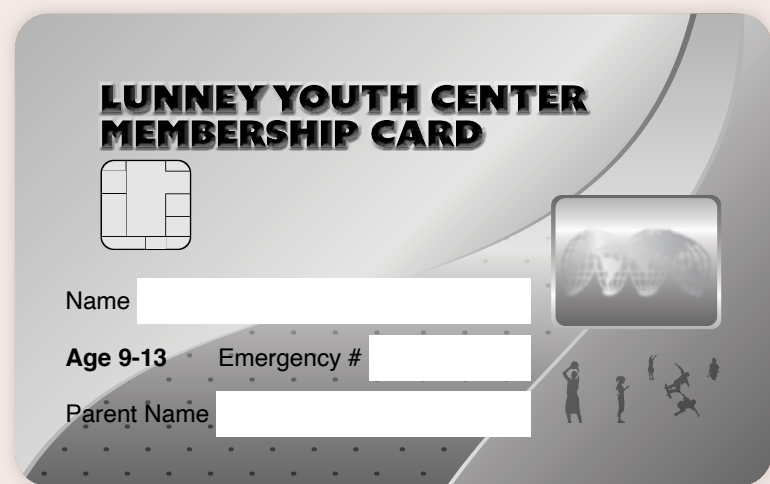 LUNNEY YOUTH CENTER
MEMBERSHIP CARD
Name
Age 9-13 Emergency #
Parent Name